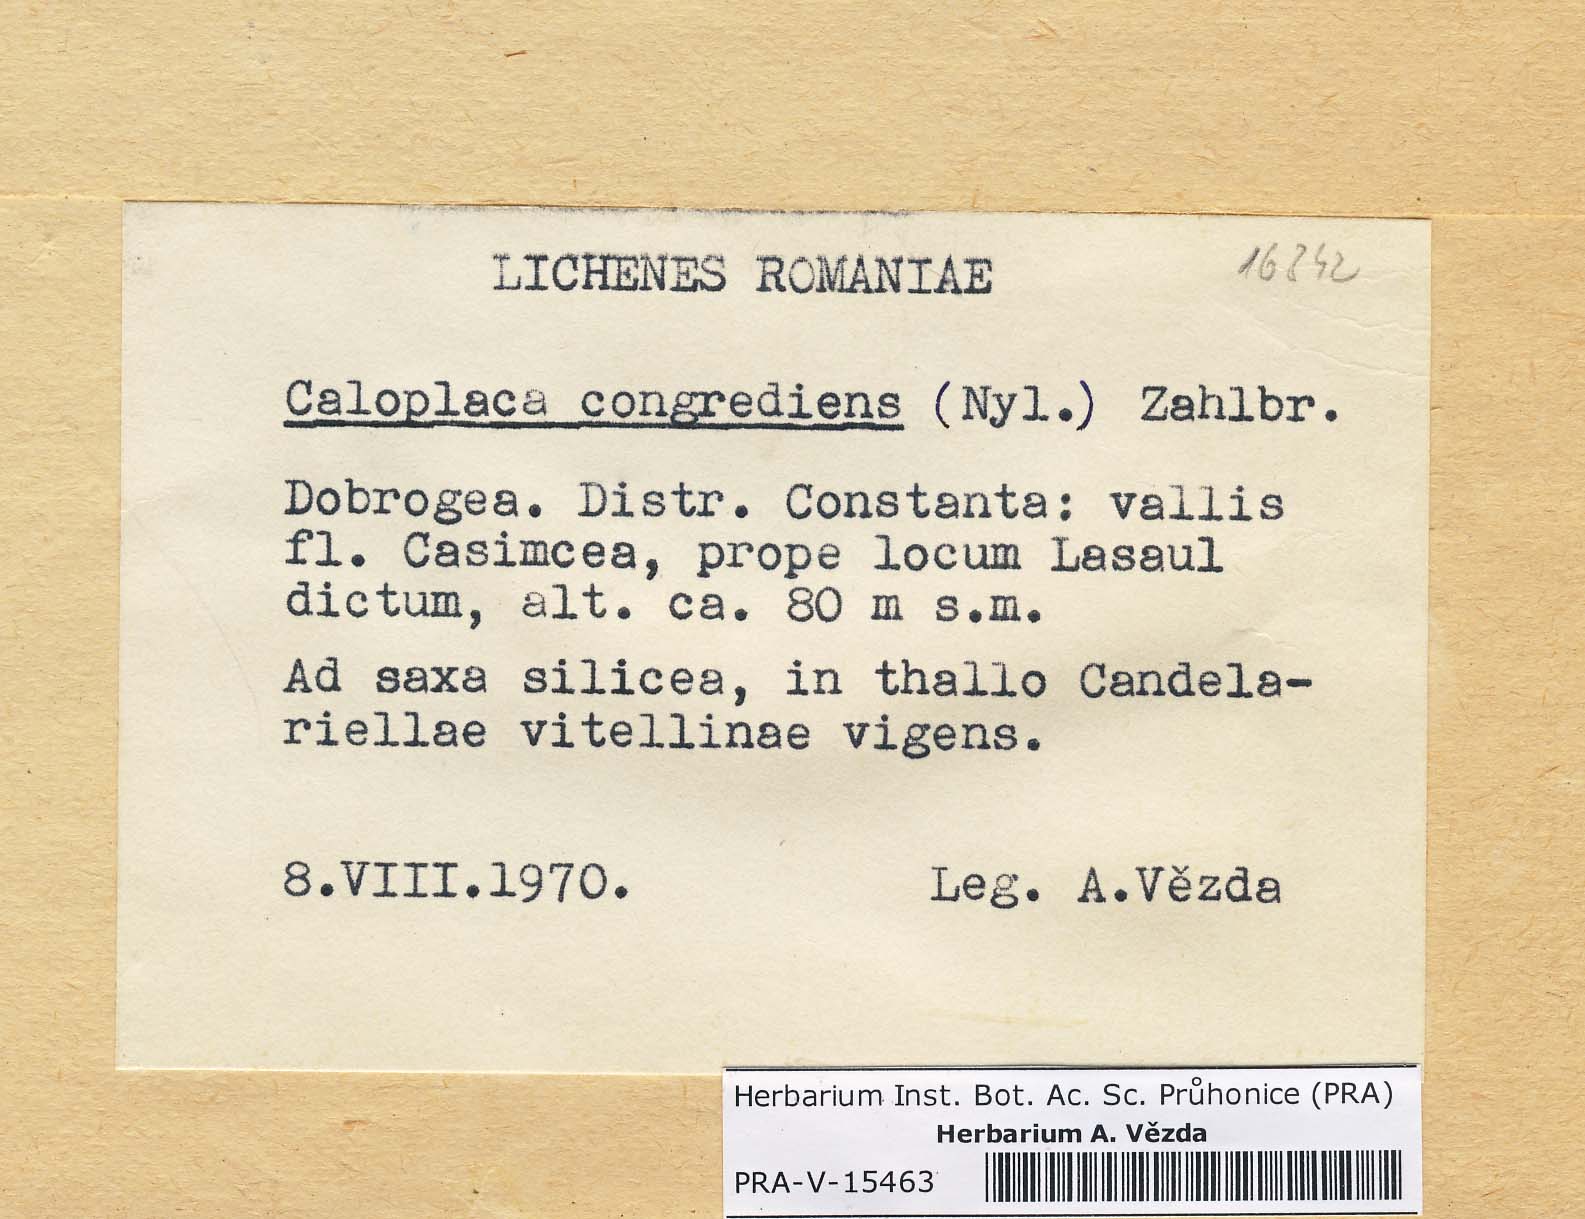 LICHENES ROMANIAE
16842
Caloplaca congrediens (Nyl.) Zahlbr.
Dobrogea. Distr. Constanta: vallis
fl. Casimcea, prope locum Lasaul
dictum, alt. ca. 80 m s.m.
Ad saxa silicea, in thallo Candela-
riellae vitellinae vigens.
8.VIII.1970.
Leg. A.Vězda
Herbarium Inst. Bot. Ac. Sc. Průhonice (PRA)
Herbarium A. Vězda
PRA-V-15463